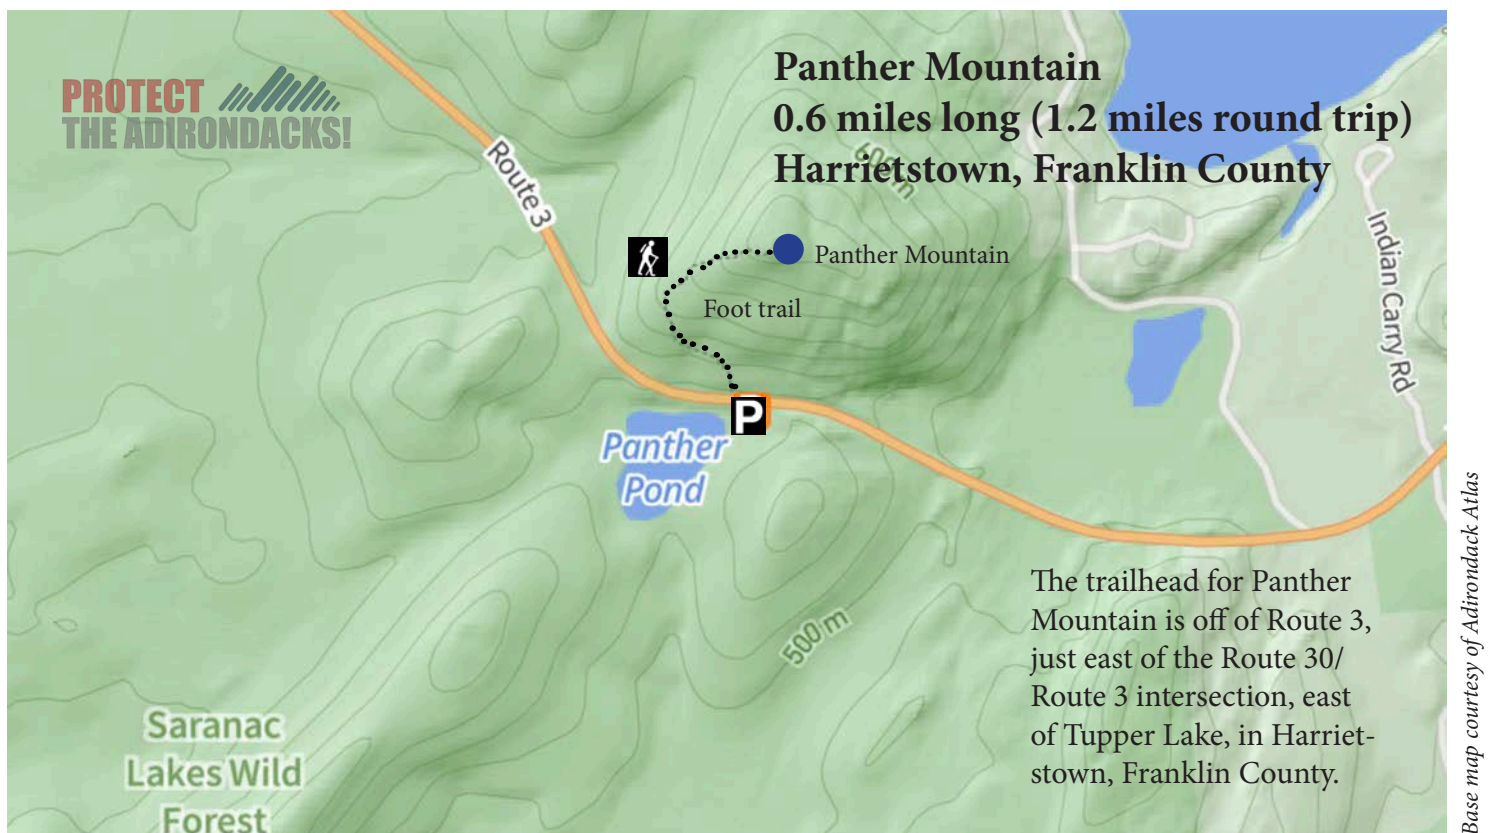 PROTECT
THE ADIRONDACKS!
Panther Mountain
0.6 miles long (1.2 miles round trip)
Harrietstown, Franklin County
600 m
Route 3
Panther Mountain
Foot trail
Indian Carry Rd
P
Panther
Pond
500 m
The trailhead for Panther
Mountain is off of Route 3,
just east of the Route 30/
Route 3 intersection, east
of Tupper Lake, in Harriet-
stown, Franklin County.
Saranac
Lakes Wild
Forest
Base map courtesy of Adirondack Atlas